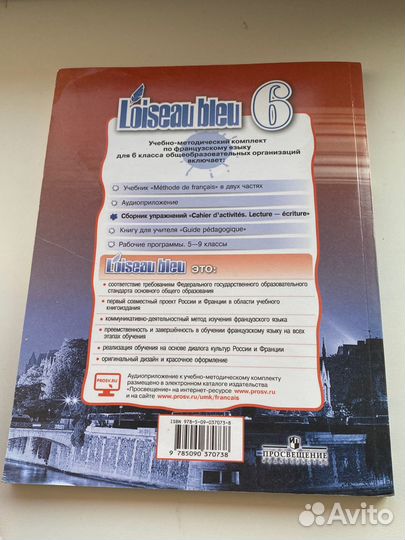 L'oiseau bleu 6
Учебно-методический комплект
по французскому языку
для 6 класса общеобразовательных организаций
включает:
Учебник «Méthode de français» в двух частях
Аудиоприложение
Сборник упражнений «Cahier d'activités. Lecture — écriture»
Книгу для учителя «Guide pédagogique»
Рабочие программы. 5—9 классы
L'oiseau bleu это:
• соответствие требованиям Федерального государственного образовательного
стандарта основного общего образования
• первый совместный проект России и Франции в области учебного
книгоиздания
• коммуникативно-деятельностный метод изучения французского языка
• преемственность и завершённость в обучении французскому языку на всех
этапах обучения
• реализация обучения на основе диалога культур России и Франции
• оригинальный дизайн и красочное оформление
PROSV.RU
Аудиоприложение к учебно-методическому комплекту
размещено в электронном каталоге издательства
«Просвещение» на интернет-ресурсе www.prosv.ru
и на сайте www.prosv.ru/umk/francais
ISBN 978-5-09-037073-8
9 785090 370738
ПРОСВЕЩЕНИЕ
Avito